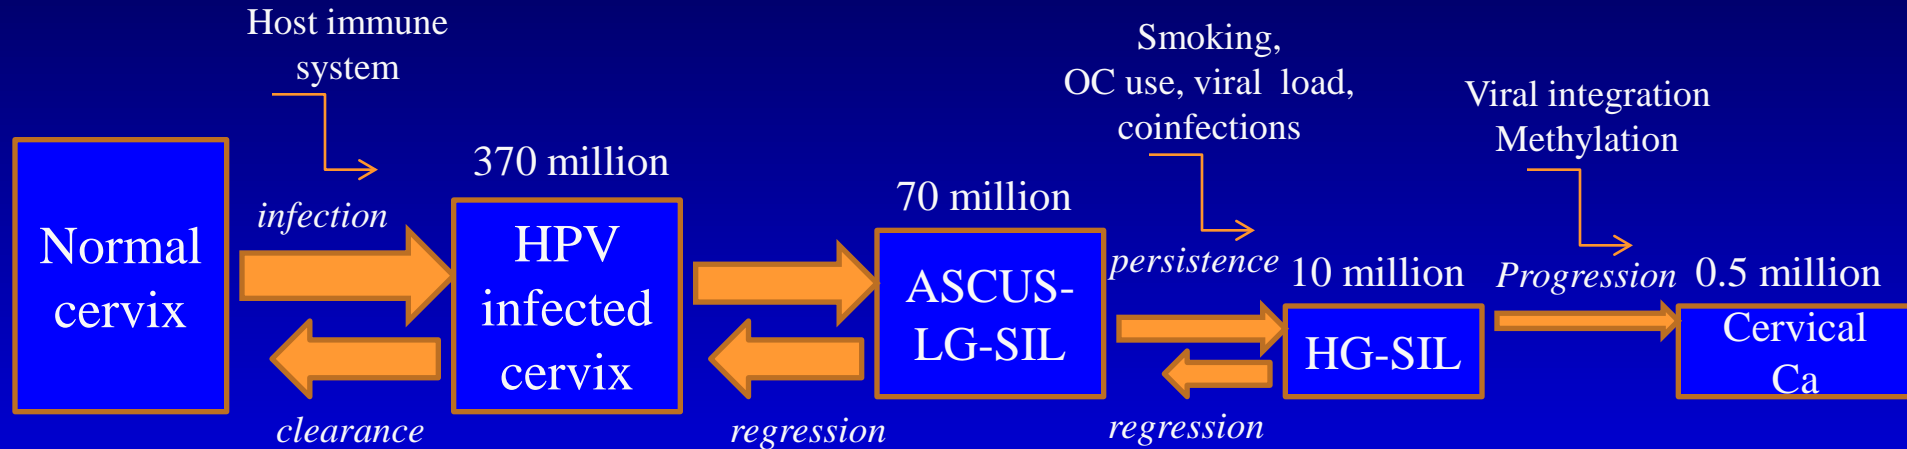 Host immune
system
Smoking,
OC use, viral load,
coinfections
Viral integration
Methylation
Normal
cervix
infection
clearance
370 million
HPV
infected
cervix
regression
70 million
ASCUS-
LG-SIL
persistence
regression
10 million
HG-SIL
Progression
0.5 million
Cervical
Ca